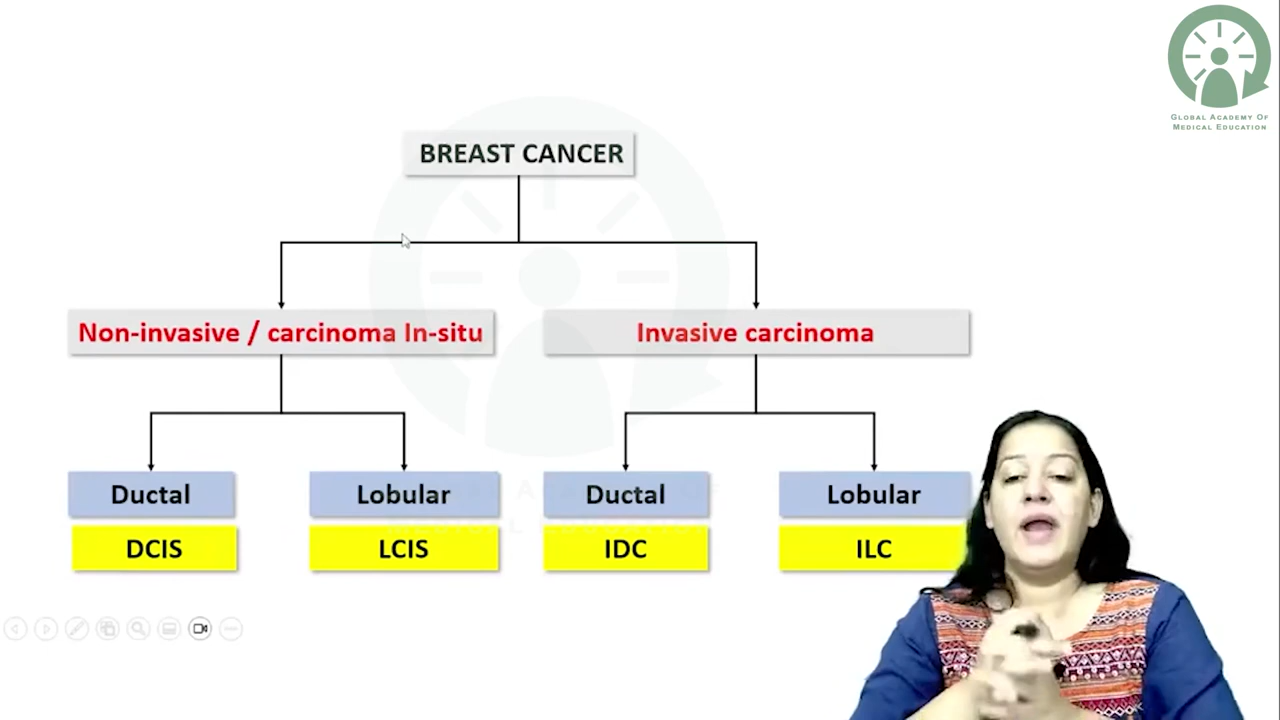 GLOBAL ACADEMY OF
MEDICAL EDUCATION
BREAST CANCER
Non-invasive / carcinoma In-situ
Invasive carcinoma
Ductal
Lobular
Ductal
Lobular
DCIS
LCIS
IDC
ILC